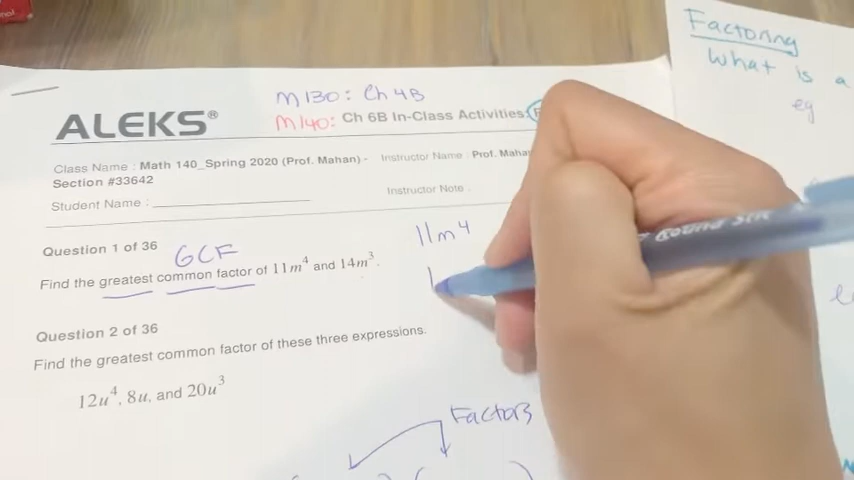 Factoring
What is a
eg
M130: Ch 4B
ALEKS®
M140: Ch 6B In-Class Activities
Class Name : Math 140_Spring 2020 (Prof. Mahan) - Instructor Name : Prof. Mahan
Section #33642
Instructor Note :
Student Name :
Question 1 of 36
GCF
11m⁴
Find the greatest common factor of 11m⁴ and 14m³.
1
Question 2 of 36
Find the greatest common factor of these three expressions.
12u⁴, 8u, and 20u³
Factors